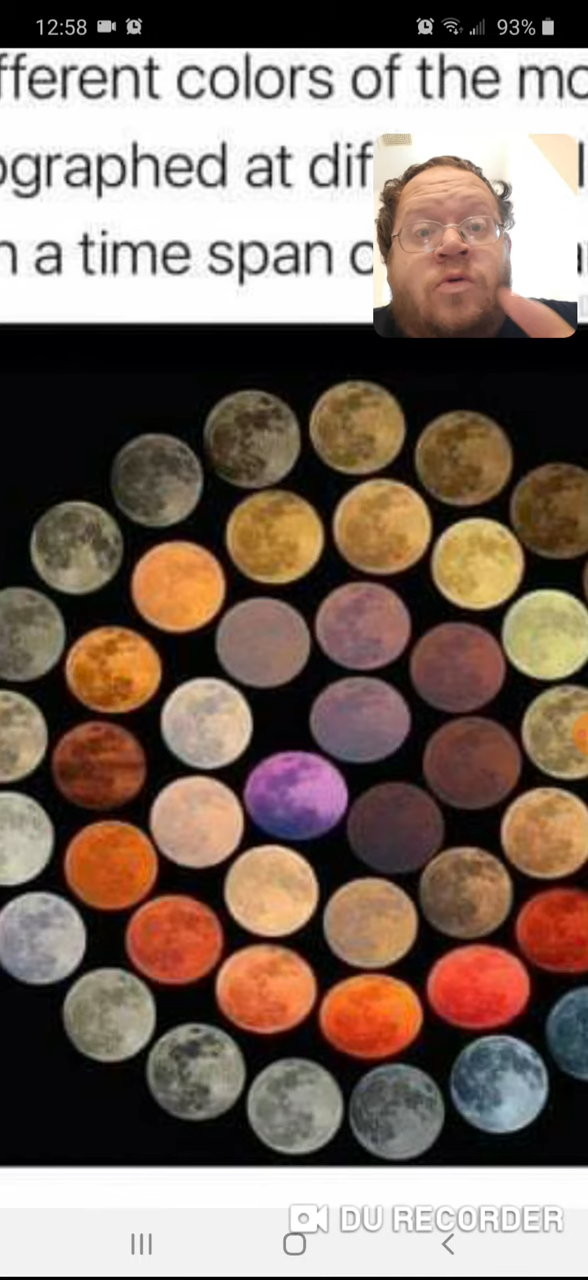 12:58
93%
fferent colors of the mo
ographed at dif
n a time span
DU RECORDER